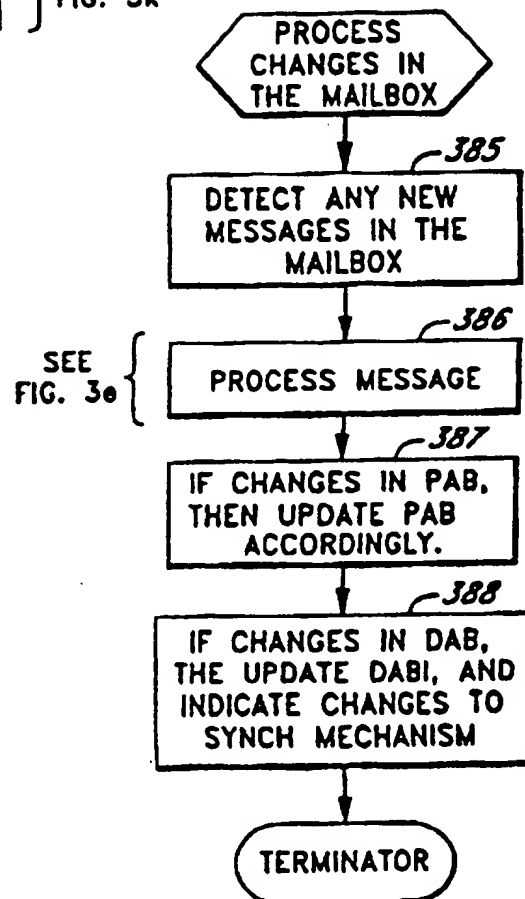 PROCESS
CHANGES IN
THE MAILBOX
385
DETECT ANY NEW
MESSAGES IN THE
MAILBOX
386
SEE
FIG. 3e
PROCESS MESSAGE
387
IF CHANGES IN PAB,
THEN UPDATE PAB
ACCORDINGLY.
388
IF CHANGES IN DAB,
THE UPDATE DABI, AND
INDICATE CHANGES TO
SYNCH MECHANISM
TERMINATOR